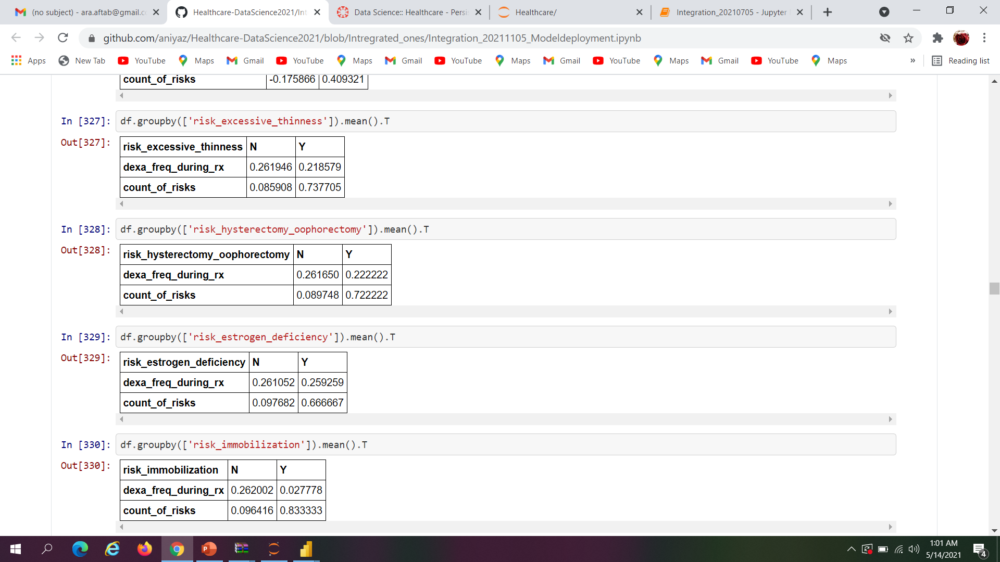 (no subject) - ara.aftab@gmail.c
Healthcare-DataScience2021/Int
Data Science:: Healthcare - Persi
Healthcare/
Integration_20210705 - Jupyter
github.com/aniyaz/Healthcare-DataScience2021/blob/Intregrated_ones/Integration_20211105_Modeldeployment.ipynb
Apps New Tab YouTube Maps Gmail YouTube Maps Gmail YouTube Maps Gmail YouTube Maps Gmail YouTube Maps » Reading list
count_of_risks -0.175866 0.409321
In [327]: df.groupby(['risk_excessive_thinness']).mean().T
Out[327]:
risk_excessive_thinness N Y
dexa_freq_during_rx 0.261946 0.218579
count_of_risks 0.085908 0.737705
In [328]: df.groupby(['risk_hysterectomy_oophorectomy']).mean().T
Out[328]:
risk_hysterectomy_oophorectomy N Y
dexa_freq_during_rx 0.261650 0.222222
count_of_risks 0.089748 0.722222
In [329]: df.groupby(['risk_estrogen_deficiency']).mean().T
Out[329]:
risk_estrogen_deficiency N Y
dexa_freq_during_rx 0.261052 0.259259
count_of_risks 0.097682 0.666667
In [330]: df.groupby(['risk_immobilization']).mean().T
Out[330]:
risk_immobilization N Y
dexa_freq_during_rx 0.262002 0.027778
count_of_risks 0.096416 0.833333
1:01 AM
5/14/2021
4